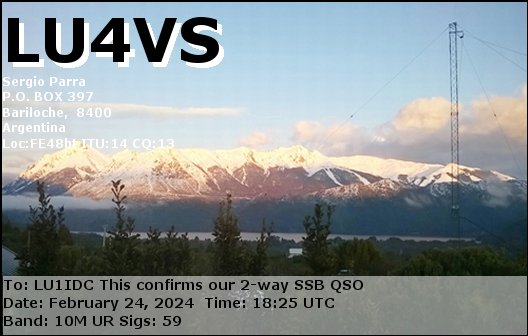 LU4VS
Sergio Parra
P.O. BOX 397
Bariloche, 8400
Argentina
Loc:FE48hl ITU:14 CQ:13
To: LU1IDC This confirms our 2-way SSB QSO
Date: February 24, 2024 Time: 18:25 UTC
Band: 10M UR Sigs: 59